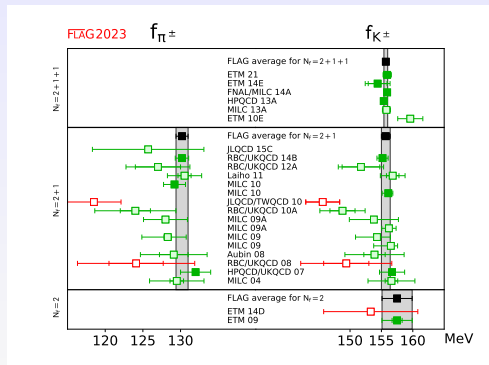 FLAG2023
fπ±
fK±
Nf=2+1+1
FLAG average for Nf=2+1+1
ETM 21
ETM 14E
FNAL/MILC 14A
HPQCD 13A
MILC 13A
ETM 10E
Nf=2+1
FLAG average for Nf=2+1
JLQCD 15C
RBC/UKQCD 14B
RBC/UKQCD 12A
Laiho 11
MILC 10
MILC 10
JLQCD/TWQCD 10
RBC/UKQCD 10A
MILC 09A
MILC 09A
MILC 09
MILC 09
Aubin 08
RBC/UKQCD 08
HPQCD/UKQCD 07
MILC 04
Nf=2
FLAG average for Nf=2
ETM 14D
ETM 09
120 125 130 150 155 160 MeV